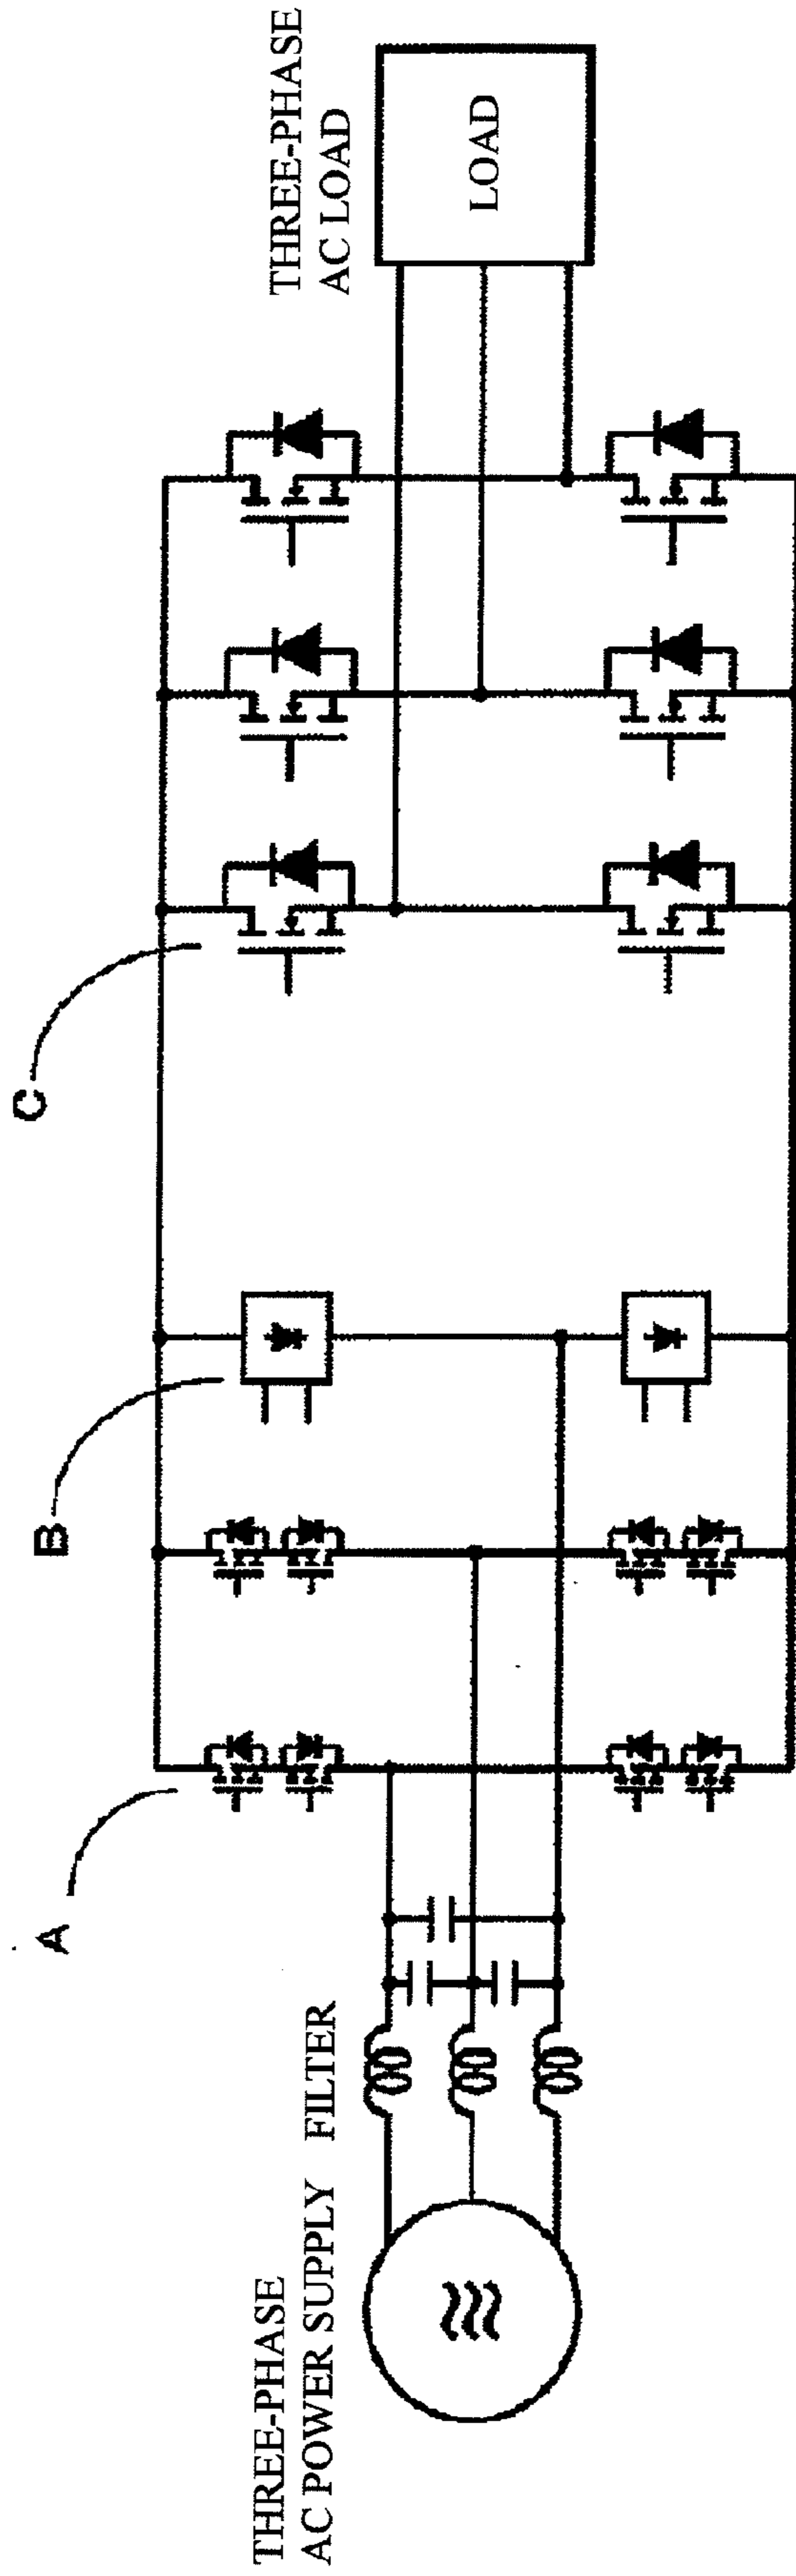 THREE-PHASE
AC POWER SUPPLY
FILTER
A
B
C
THREE-PHASE
AC LOAD
LOAD